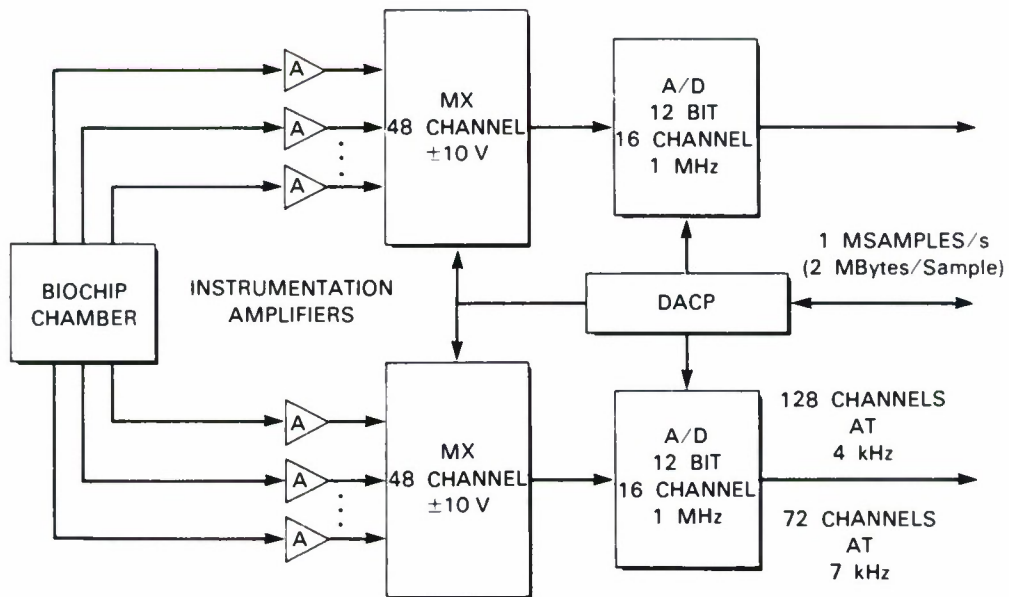 A
A
A
MX
48 CHANNEL
±10 V
A/D
12 BIT
16 CHANNEL
1 MHz
BIOCHIP
CHAMBER
INSTRUMENTATION
AMPLIFIERS
DACP
1 MSAMPLES/s
(2 MBytes/Sample)
A
A
A
MX
48 CHANNEL
±10 V
A/D
12 BIT
16 CHANNEL
1 MHz
128 CHANNELS
AT
4 kHz
72 CHANNELS
AT
7 kHz